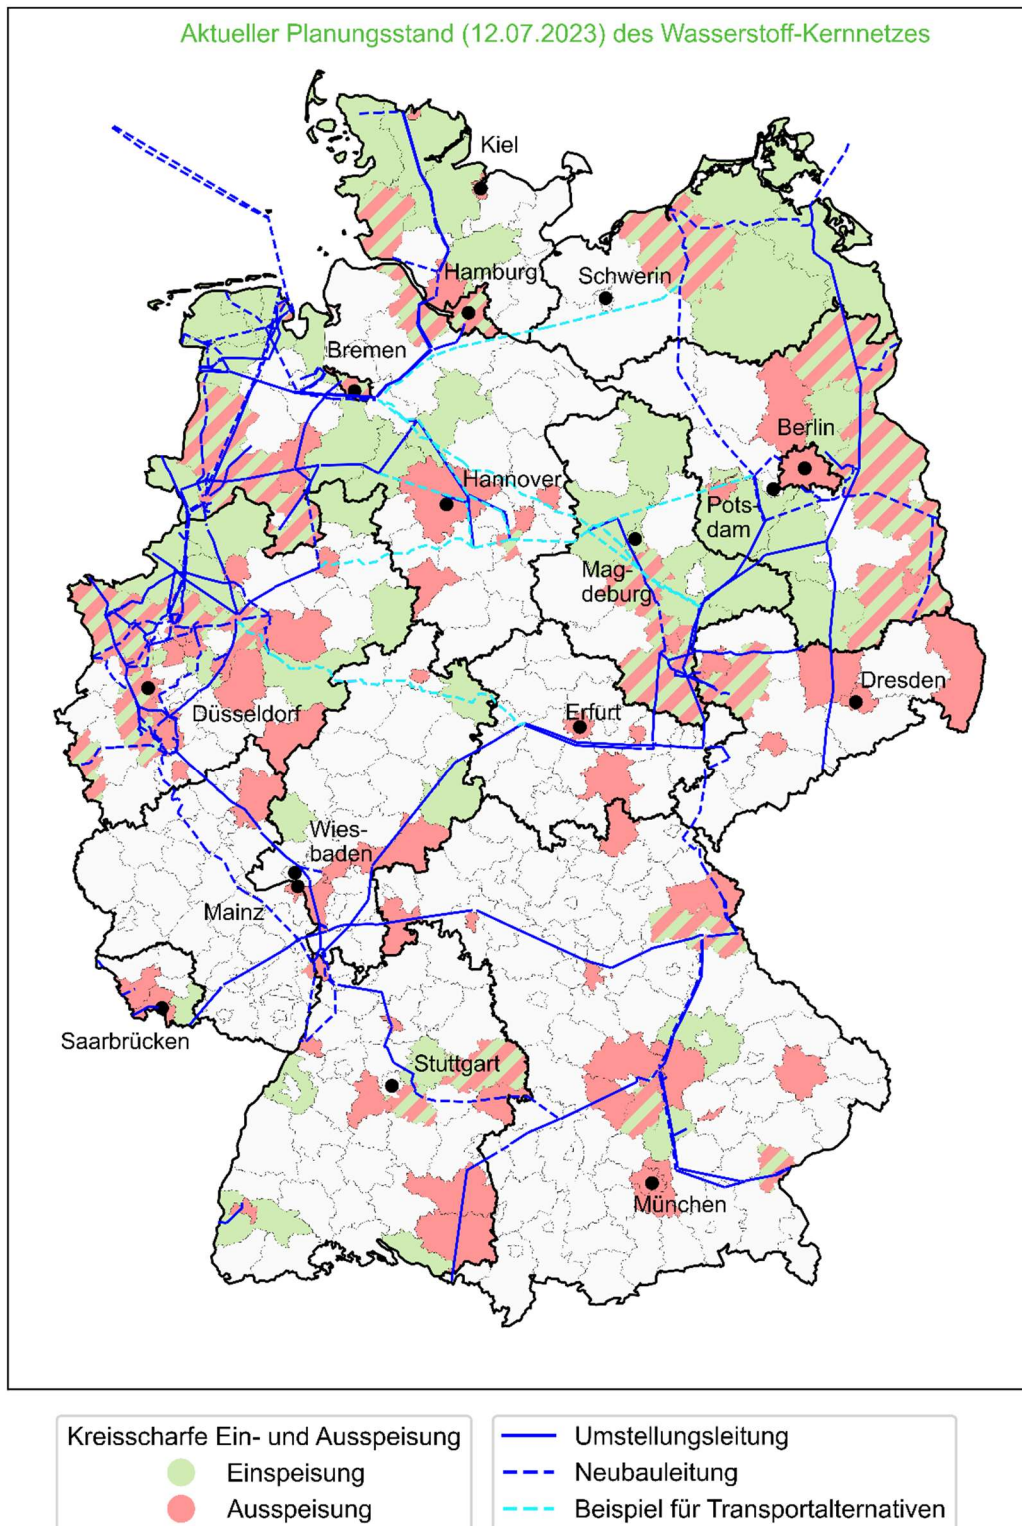 Aktueller Planungsstand (12.07.2023) des Wasserstoff-Kernnetzes
Kiel
Hamburg
Schwerin
Bremen
Berlin
Hannover
Pots-
dam
Mag-
deburg
Düsseldorf
Erfurt
Dresden
Wies-
baden
Mainz
Saarbrücken
Stuttgart
München
Kreisscharfe Ein- und Ausspeisung
Einspeisung
Ausspeisung
Umstellungsleitung
Neubauleitung
Beispiel für Transportalternativen